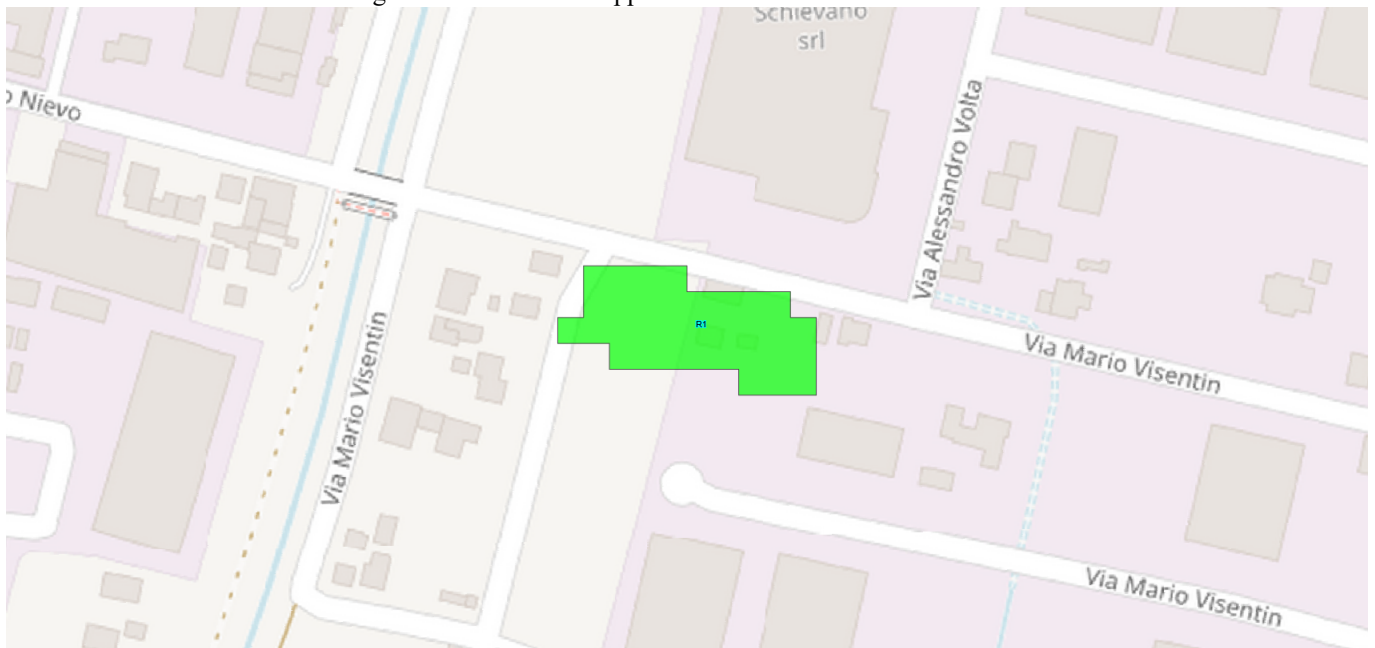 Schievano
srl
o Nievo
Via Alessandro Volta
R1
Via Mario Visentin
Via Mario Visentin
Via Mario Visentin